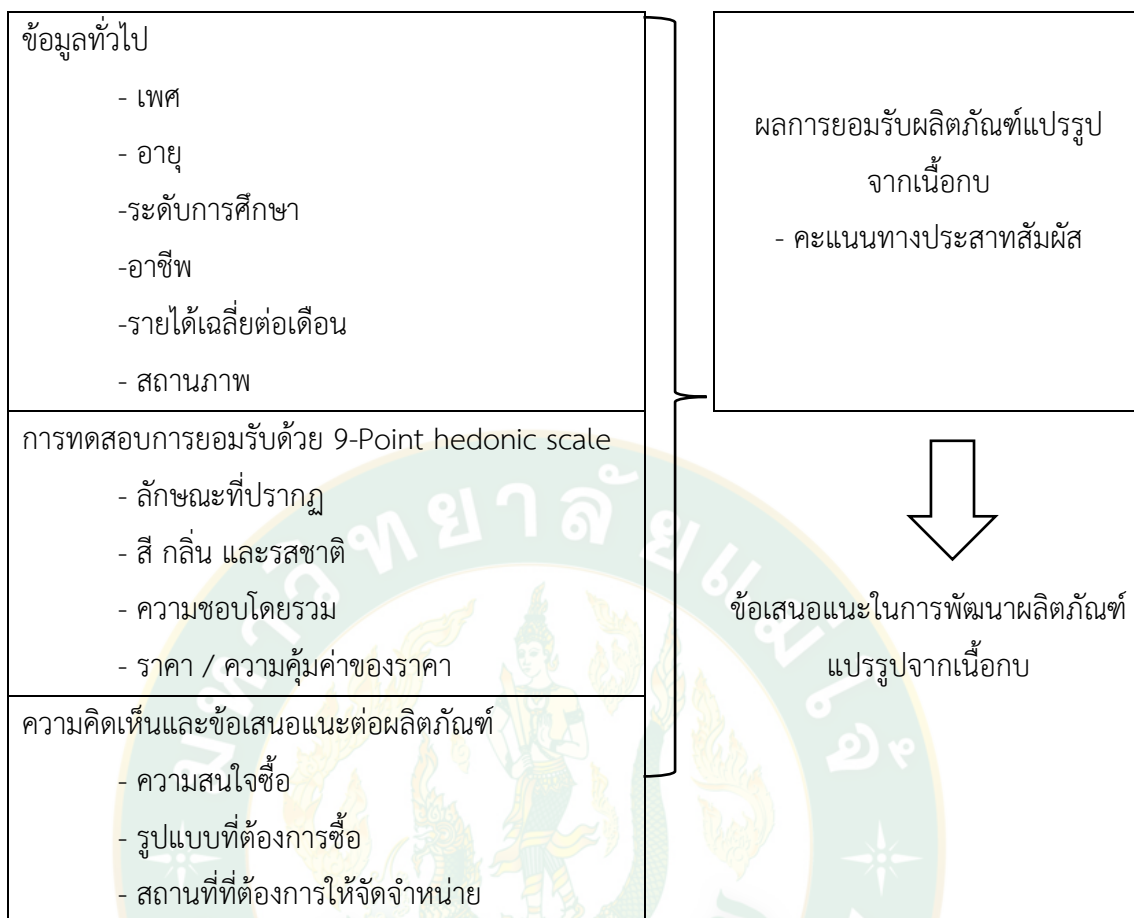 ข้อมูลทั่วไป
- เพศ
- อายุ
-ระดับการศึกษา
-อาชีพ
-รายได้เฉลี่ยต่อเดือน
- สถานภาพ
การทดสอบการยอมรับด้วย 9-Point hedonic scale
- ลักษณะที่ปรากฏ
- สี กลิ่น และรสชาติ
- ความชอบโดยรวม
- ราคา / ความคุ้มค่าของราคา
ความคิดเห็นและข้อเสนอแนะต่อผลิตภัณฑ์
- ความสนใจซื้อ
- รูปแบบที่ต้องการซื้อ
- สถานที่ที่ต้องการให้จัดจำหน่าย
ผลการยอมรับผลิตภัณฑ์แปรรูป
จากเนื้อกบ
- คะแนนทางประสาทสัมผัส
ข้อเสนอแนะในการพัฒนาผลิตภัณฑ์
แปรรูปจากเนื้อกบ
มหาวิทยาลัยแม่โจ้